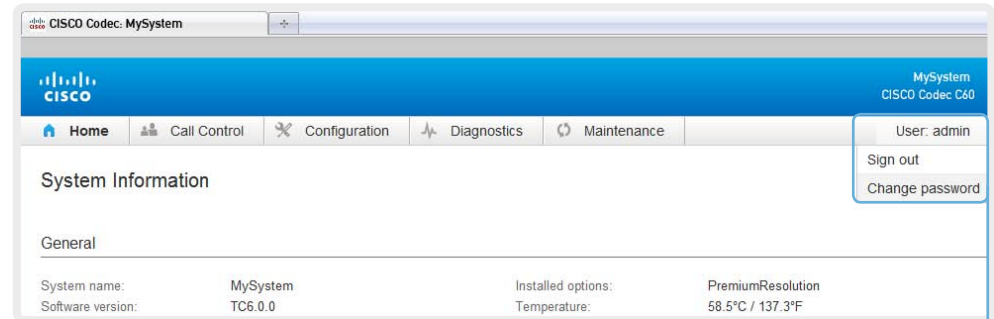 CISCO Codec: MySystem
CISCO
MySystem
CISCO Codec C60
Home Call Control Configuration Diagnostics Maintenance User: admin
Sign out
Change password
System Information
General
System name: MySystem Installed options: PremiumResolution
Software version: TC6.0.0 Temperature: 58.5°C / 137.3°F